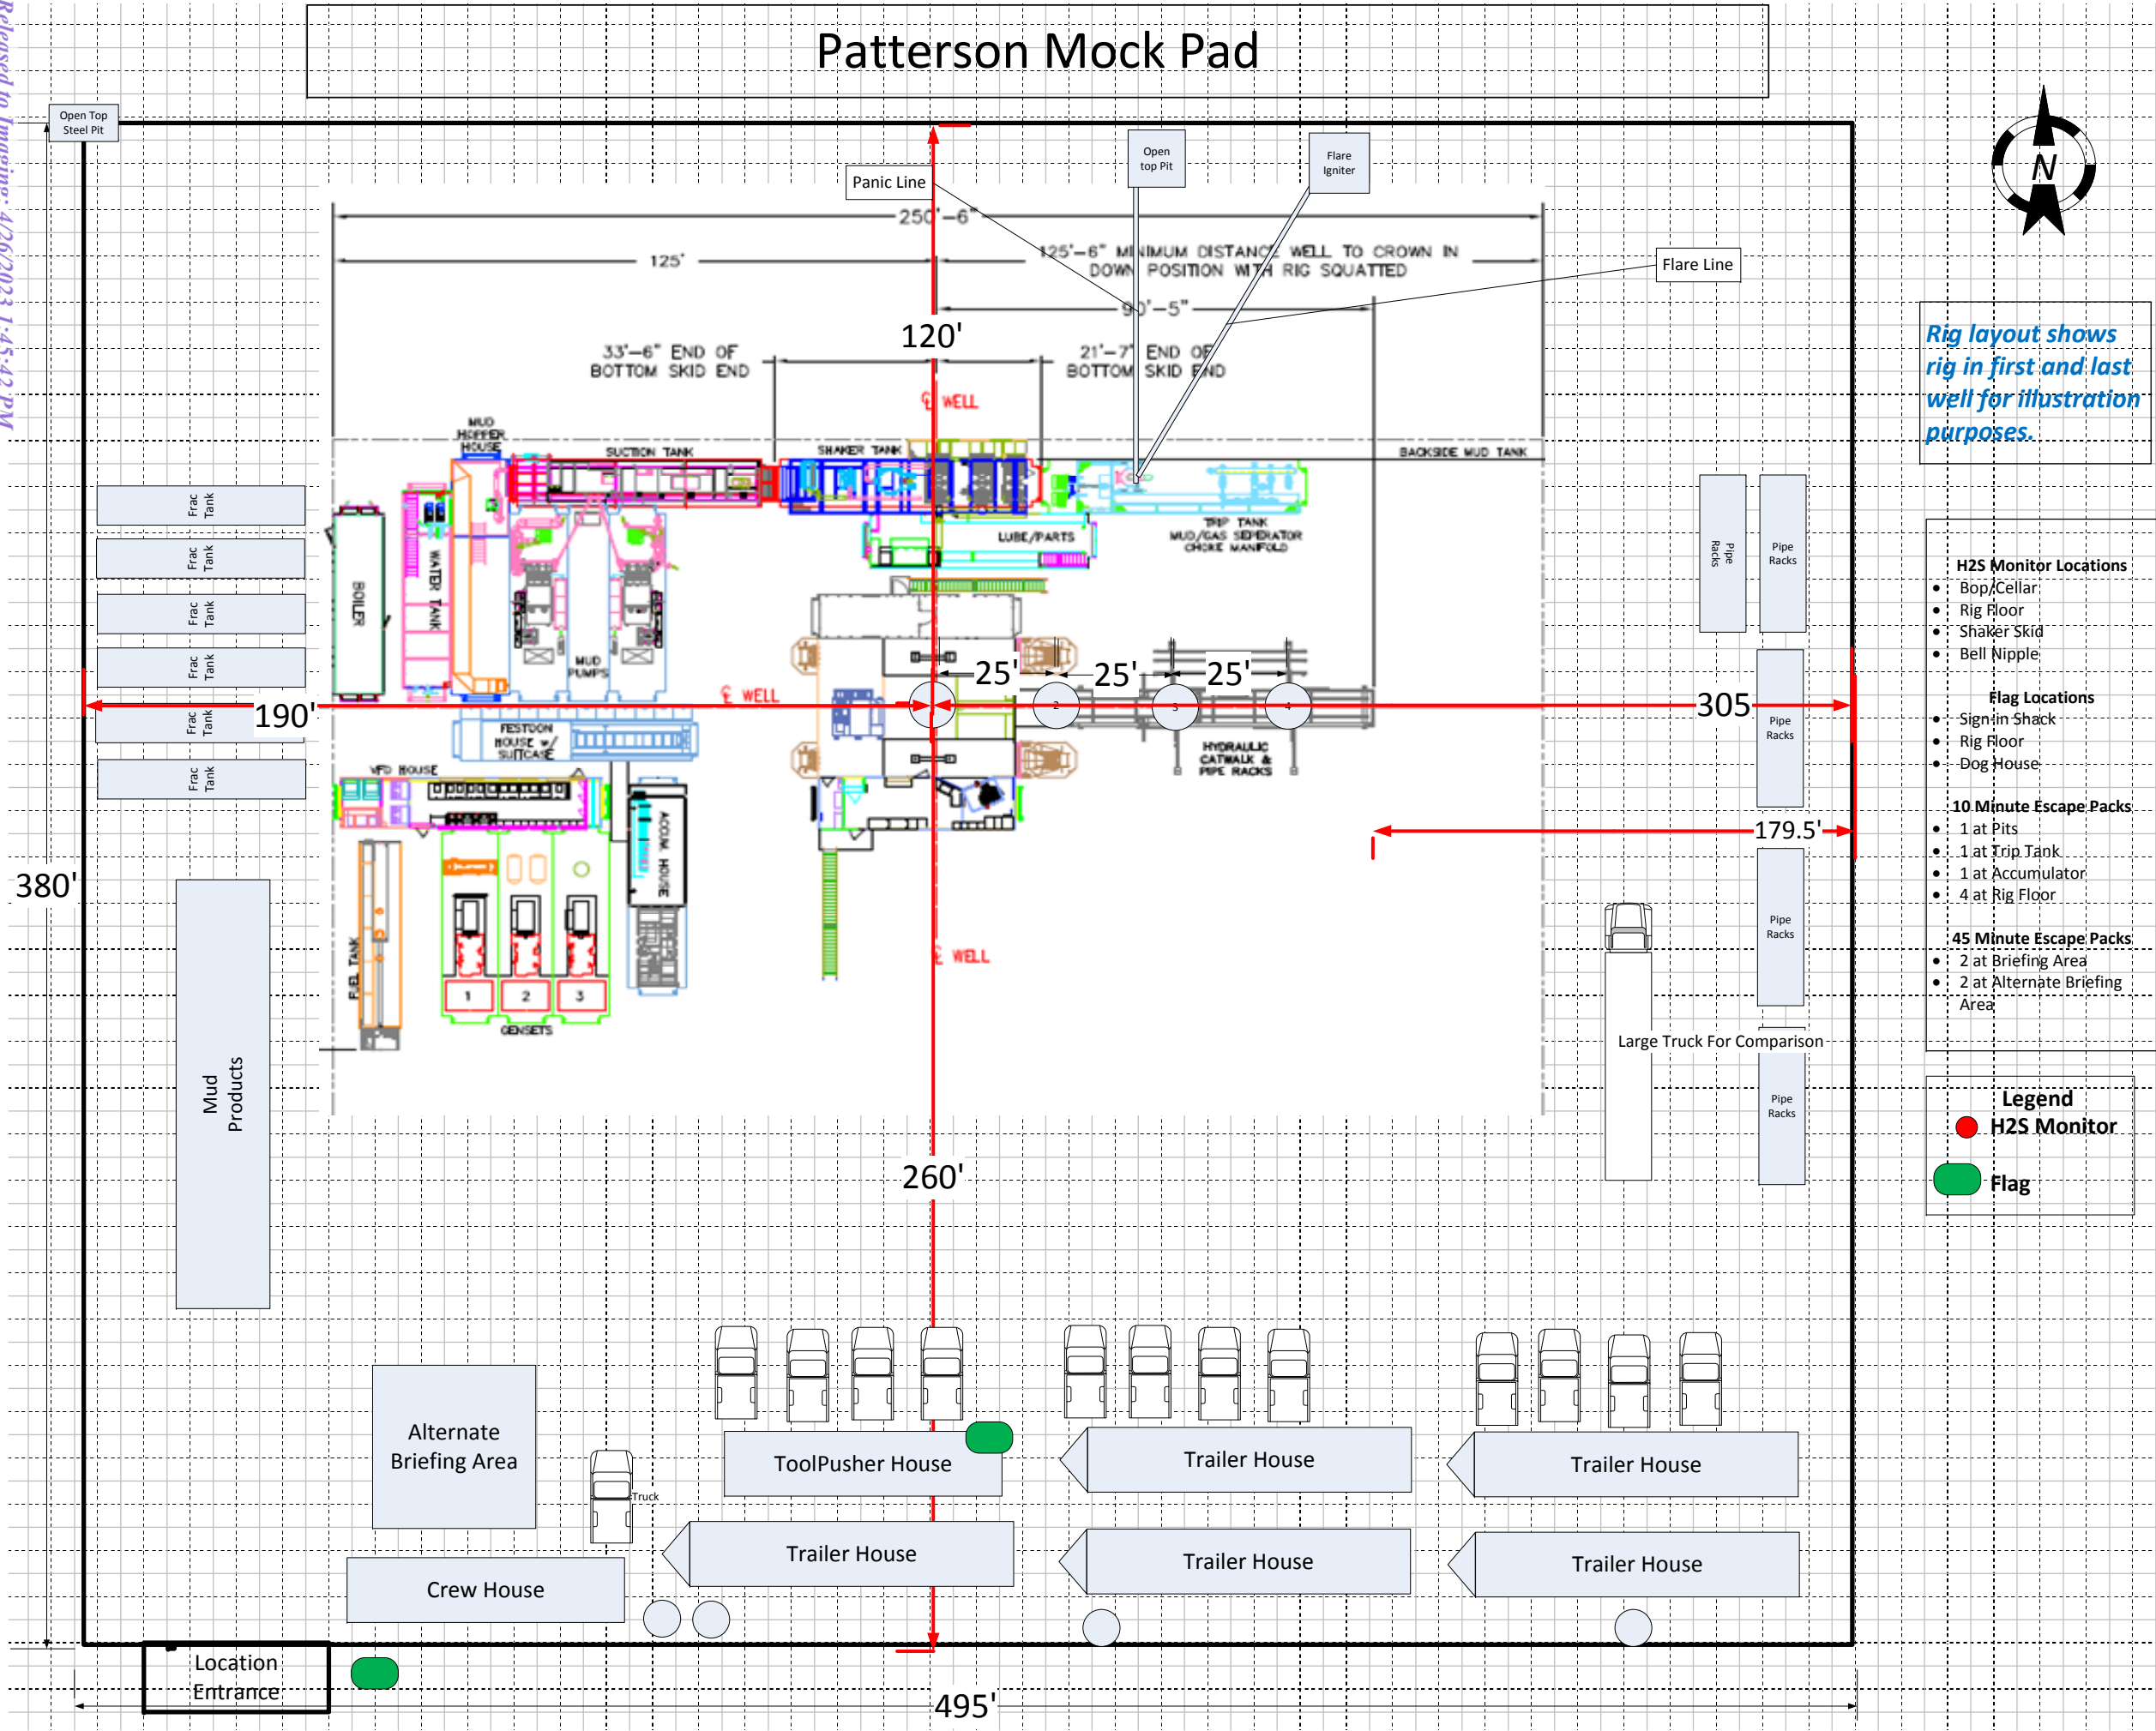 Patterson Mock Pad
Released to Imaging: 4/26/2023 1:45:42 PM
Open Top
Steel Pit
Panic Line
Open
top Pit
Flare
Igniter
N
250'-6"
125'
125'-6" MINIMUM DISTANCE WELL TO CROWN IN
DOWN POSITION WITH RIG SQUATTED
Flare Line
90'-5"
120'
33'-6" END OF
BOTTOM SKID END
21'-7" END OF
BOTTOM SKID END
Rig layout shows
rig in first and last
well for illustration
purposes.
℄ WELL
MUD
HOPPER
HOUSE
SUCTION TANK
SHAKER TANK
BACKSIDE MUD TANK
Frac
Tank
Frac
Tank
Frac
Tank
Frac
Tank
Frac
Tank
Frac
Tank
BOILER
WATER TANK
MUD
PUMPS
LUBE/PARTS
TRIP TANK
MUD/GAS SEPERATOR
CHOKE MANIFOLD
Pipe
Racks
Pipe
Racks
H2S Monitor Locations
• Bop/Cellar
• Rig Floor
• Shaker Skid
• Bell Nipple
Flag Locations
• Sign in Shack
• Rig Floor
• Dog House
10 Minute Escape Packs
• 1 at Pits
• 1 at Trip Tank
• 1 at Accumulator
• 4 at Rig Floor
45 Minute Escape Packs
• 2 at Briefing Area
• 2 at Alternate Briefing
Area
25'
25'
25'
190'
℄ WELL
2
3
4
305
Pipe
Racks
FESTOON
HOUSE w/
SUITCASE
HYDRAULIC
CATWALK &
PIPE RACKS
VFD HOUSE
179.5'
ACCUM. HOUSE
380'
Pipe
Racks
FUEL TANK
℄ WELL
1
2
3
GENSETS
Large Truck For Comparison
Pipe
Racks
Mud
Products
Legend
H2S Monitor
Flag
260'
Alternate
Briefing Area
ToolPusher House
Trailer House
Trailer House
Truck
Trailer House
Trailer House
Trailer House
Crew House
Location
Entrance
495'